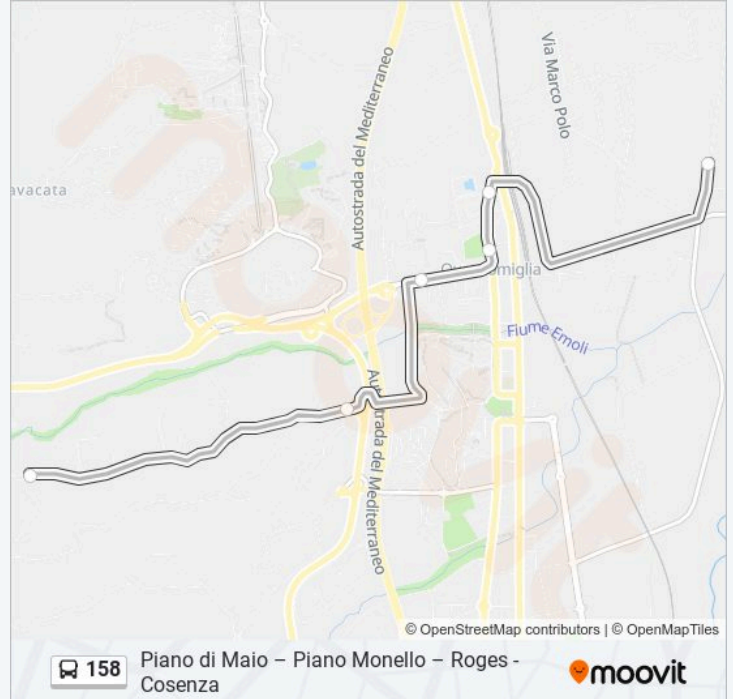 Via Marco Polo
Autostrada del Mediterraneo
avacata
Fiume Emoli
Autostrada del Mediterraneo
© OpenStreetMap contributors | © OpenMapTiles
158
Piano di Maio – Piano Monello – Roges -
Cosenza
moovit